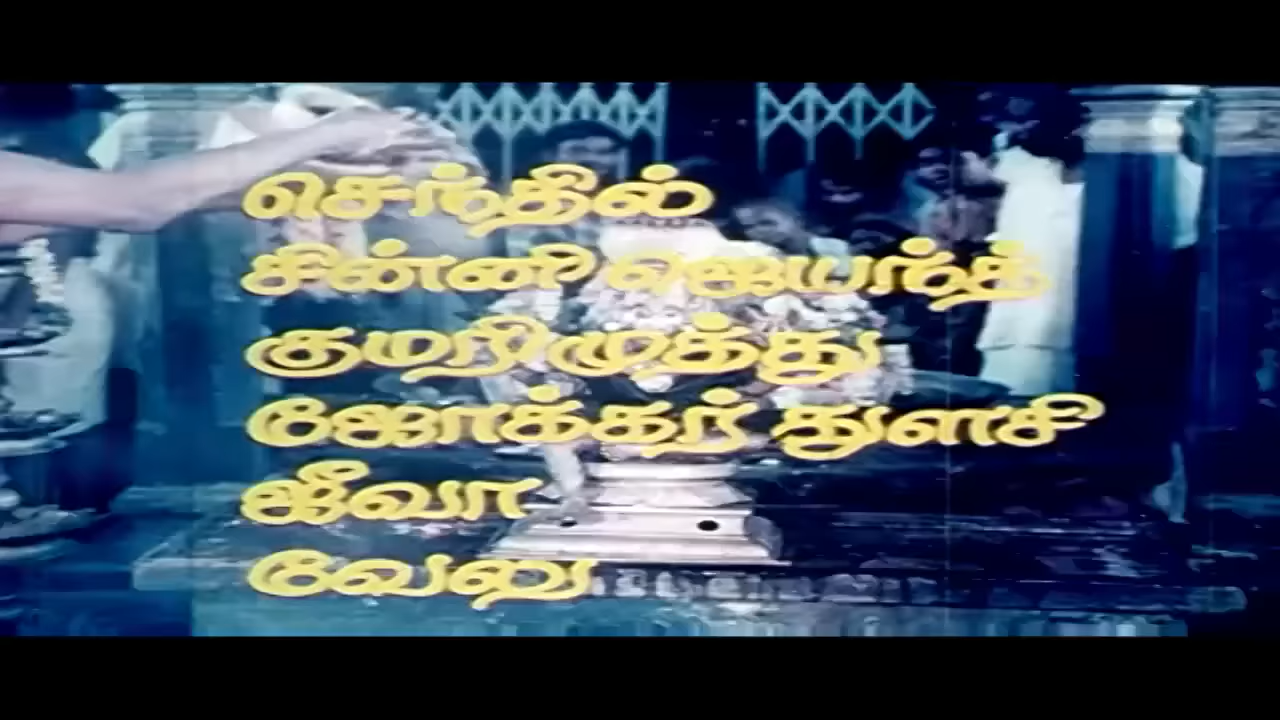 செந்தில்
சின்னி ஜெயந்த்
குமரிமுத்து
ஜோக்கர் துளசி
ஜீவா
வேலு